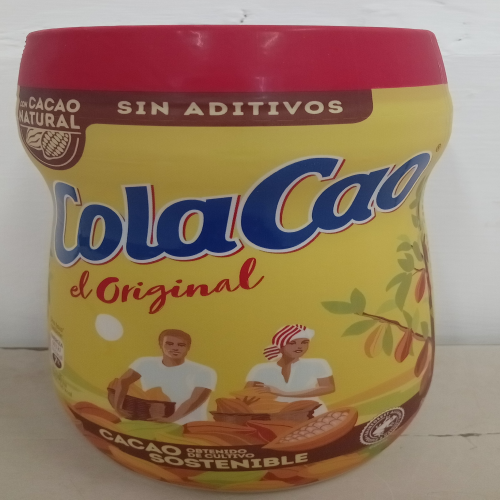 CON CACAO
NATURAL
SIN ADITIVOS
ColaCao
el Original
CACAO OBTENIDO
DE CULTIVO
SOSTENIBLE